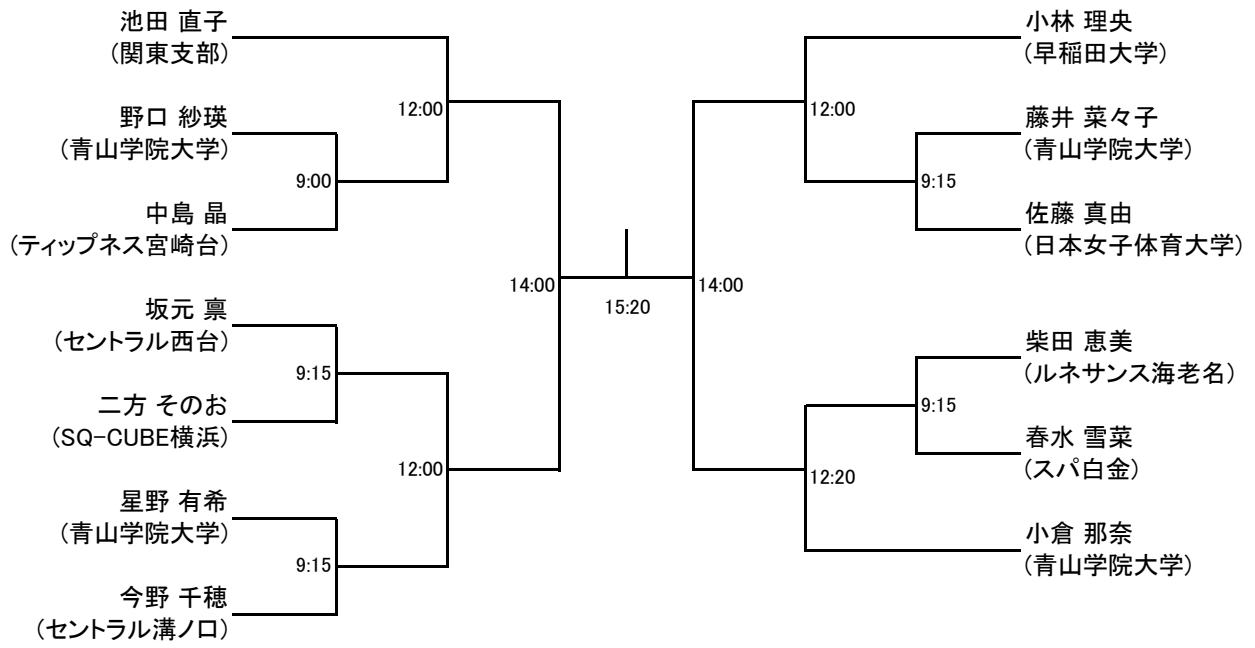 池田 直子
(関東支部)
12:00
野口 紗瑛
(青山学院大学)
9:00
中島 晶
(ティップネス宮崎台)
14:00
坂元 禀
(セントラル西台)
9:15
二方 そのお
(SQ-CUBE横浜)
12:00
星野 有希
(青山学院大学)
9:15
今野 千穂
(セントラル溝ノ口)
15:20
小林 理央
(早稲田大学)
12:00
藤井 菜々子
(青山学院大学)
9:15
佐藤 真由
(日本女子体育大学)
14:00
柴田 恵美
(ルネサンス海老名)
9:15
春水 雪菜
(スパ白金)
12:20
小倉 那奈
(青山学院大学)